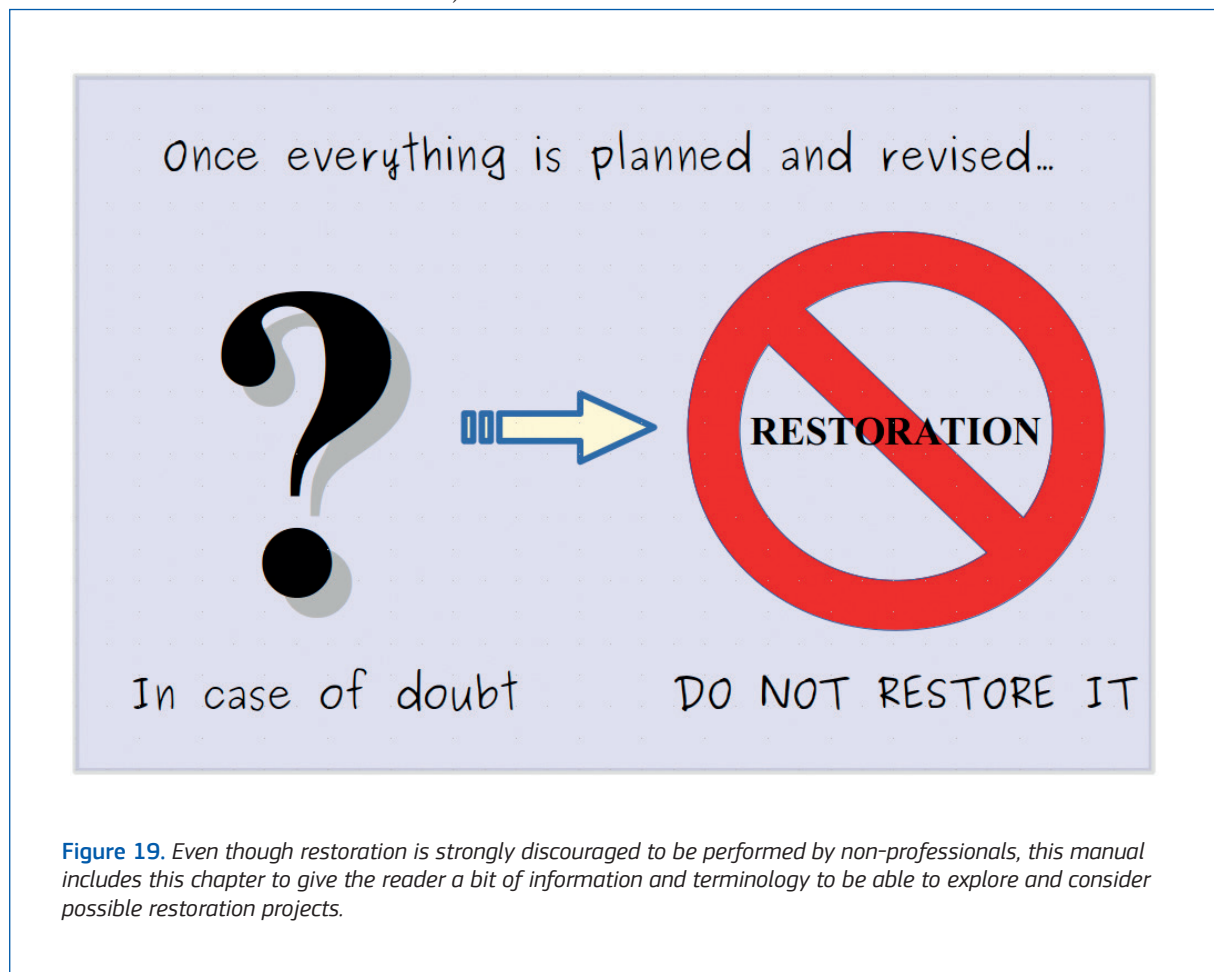 Once everything is planned and revised...
RESTORATION
In case of doubt
DO NOT RESTORE IT
Figure 19. Even though restoration is strongly discouraged to be performed by non-professionals, this manual
includes this chapter to give the reader a bit of information and terminology to be able to explore and consider
possible restoration projects.